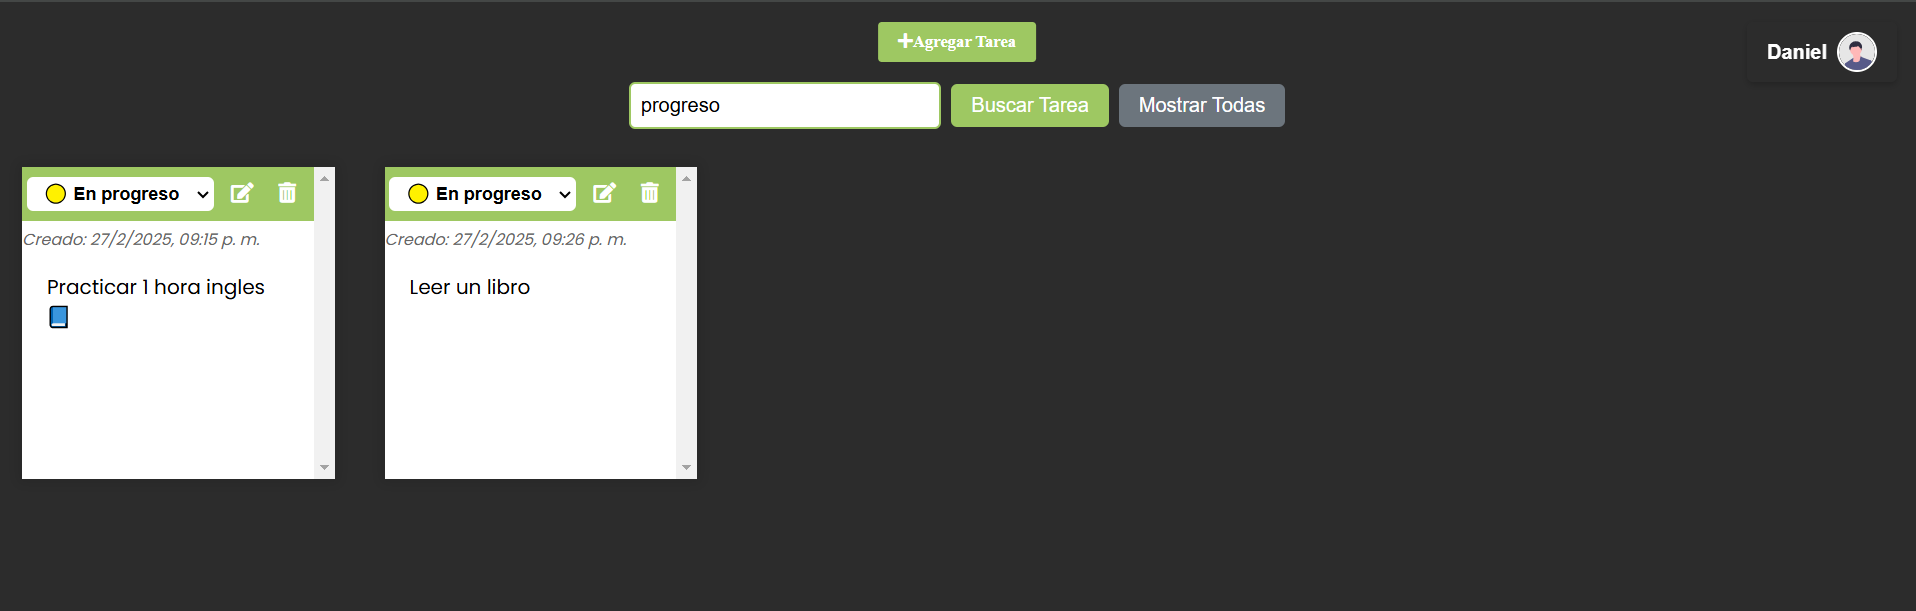 Agregar Tarea
Daniel
progreso
Buscar Tarea
Mostrar Todas
En progreso
Creado: 27/2/2025, 09:15 p. m.
Practicar 1 hora ingles
En progreso
Creado: 27/2/2025, 09:26 p. m.
Leer un libro